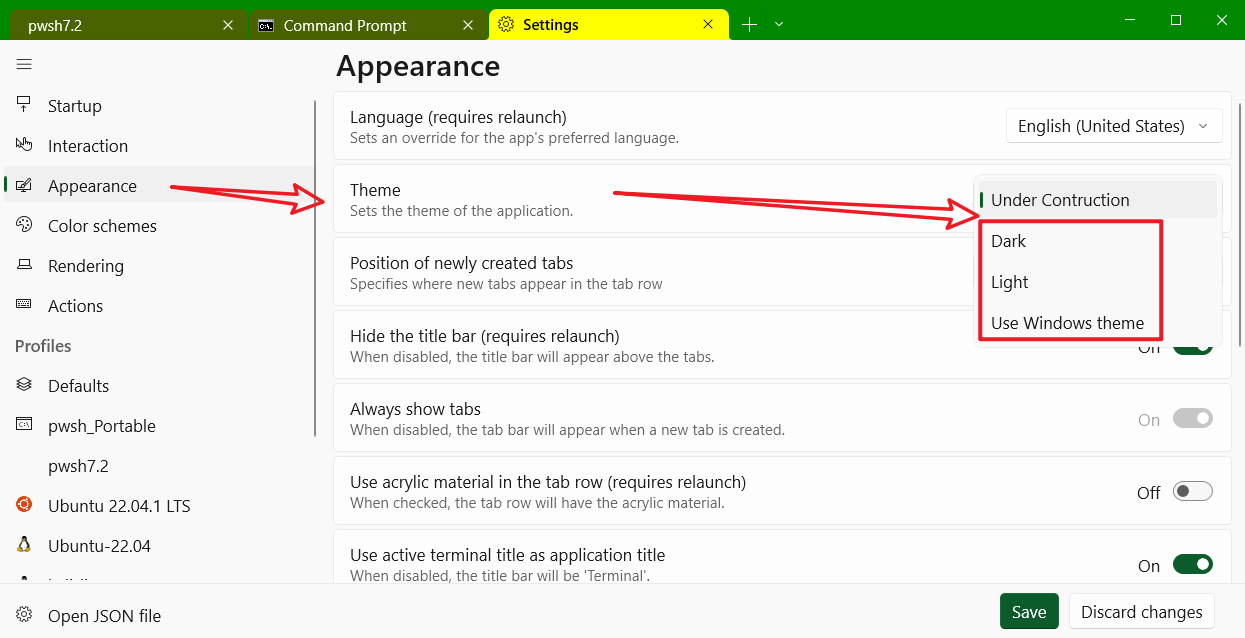 pwsh7.2
Command Prompt
Settings
Appearance
Startup
Interaction
Appearance
Color schemes
Rendering
Actions
Profiles
Defaults
pwsh_Portable
pwsh7.2
Ubuntu 22.04.1 LTS
Ubuntu-22.04
Open JSON file
Language (requires relaunch)
Sets an override for the app's preferred language.
English (United States)
Theme
Sets the theme of the application.
Under Contruction
Dark
Light
Use Windows theme
Position of newly created tabs
Specifies where new tabs appear in the tab row
Hide the title bar (requires relaunch)
When disabled, the title bar will appear above the tabs.
Always show tabs
When disabled, the tab bar will appear when a new tab is created.
On
Use acrylic material in the tab row (requires relaunch)
When checked, the tab row will have the acrylic material.
Off
Use active terminal title as application title
When disabled, the title bar will be 'Terminal'.
On
Save
Discard changes